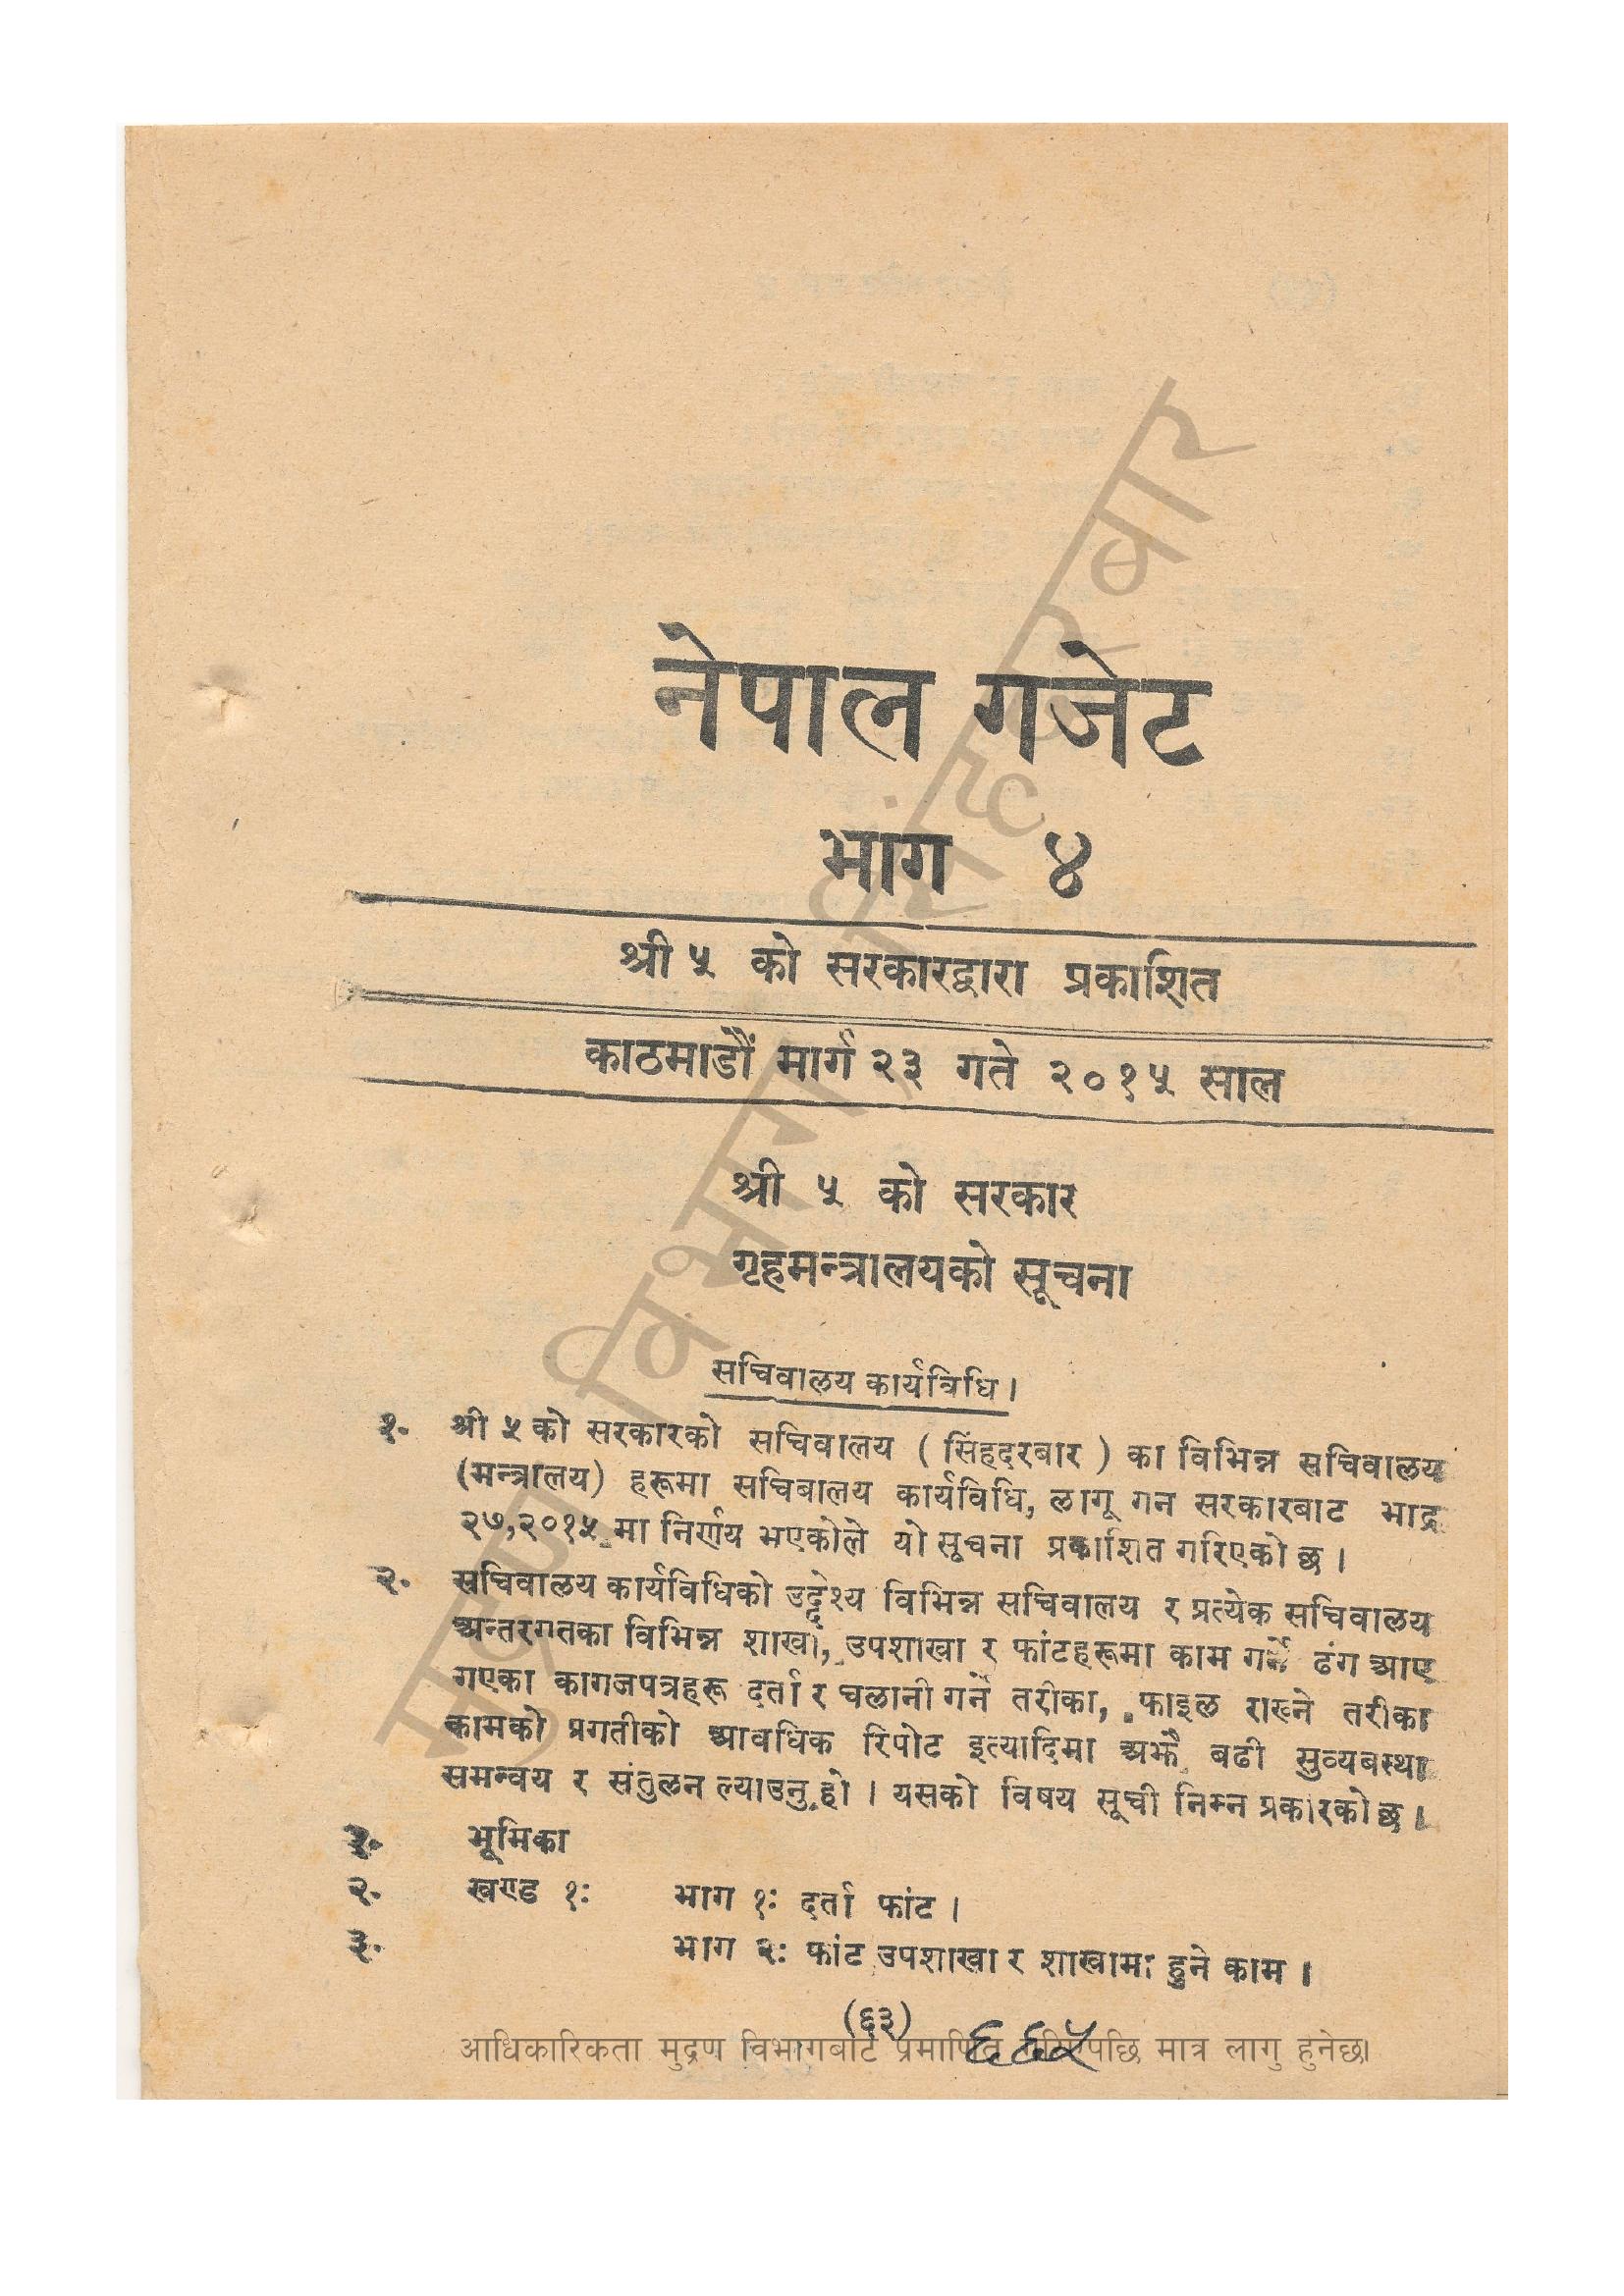 नेपाल गजेट
भाग ४
श्री ५ को सरकारद्वारा प्रकाशित
काठमाडौं मार्ग २३ गते २०१५ साल
श्री ५ को सरकार
गृहमन्त्रालयको सूचना
सचिवालय कार्यविधि।
१. श्री ५ को सरकारको सचिवालय ( सिंहदरबार ) का विभिन्न सचिवालय
(मन्त्रालय) हरूमा सचिबालय कार्यविधि, लागू गन सरकारबाट भाद्र
२७,२०१५ मा निर्णय भएकोले यो सूचना प्रकाशित गरिएको छ।
२. सचिवालय कार्यविधिको उद्देश्य विभिन्न सचिवालय र प्रत्येक सचिवालय
अन्तरगतका विभिन्न शाखा, उपशाखा र फांटहरूमा काम गर्ने ढंग आए
गएका कागजपत्रहरू दर्ता र चलानी गर्ने तरीका, फाइल राख्ने तरीका
कामको प्रगतीको आवधिक रिपोट इत्यादिमा अझै बढी सुव्यबस्था
समन्वय र संतुलन ल्याउनु हो । यसको विषय सूची निम्न प्रकारको छ।
१. भूमिका
२. खण्ड १: भाग १: दर्ता फांट ।
३. भाग २: फांट उपशाखा र शाखामा हुने काम ।
(६३)
६६५
आधिकारिकता मुद्रण विभागबाट प्रमाणित गरिएपछि मात्र लागु हुनेछ।
मुद्रण विभाग, सिंहदरबार